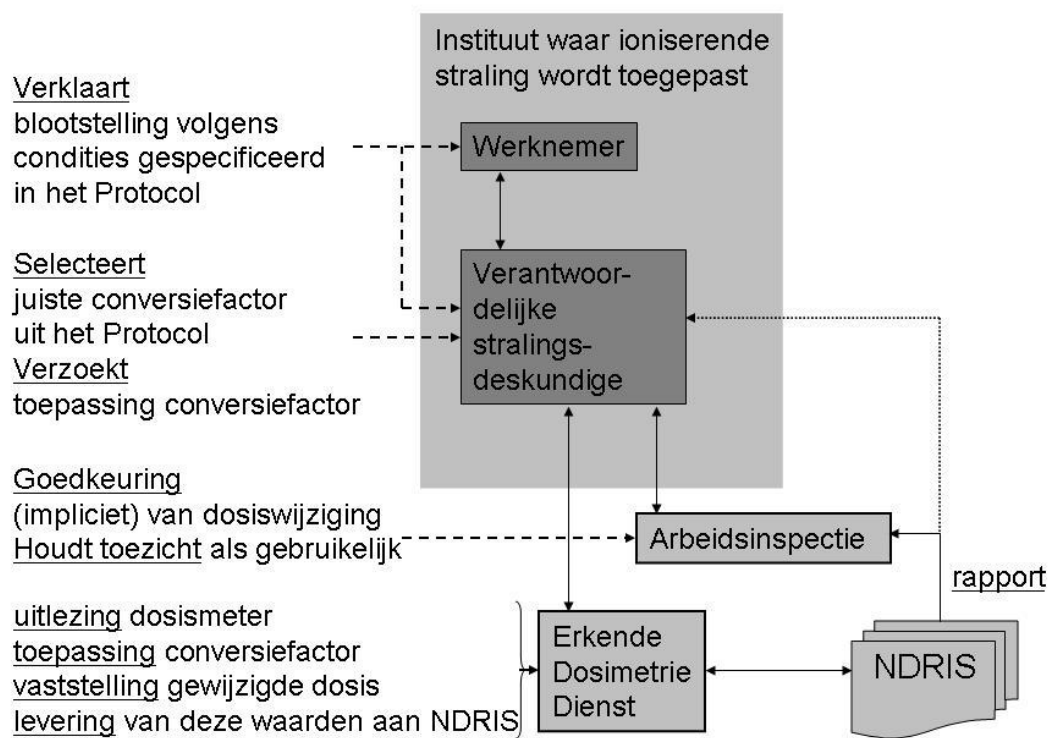 Instituut waar ioniserende
straling wordt toegepast
Verklaart
blootstelling volgens
condities gespecificeerd
in het Protocol
Werknemer
Selecteert
juiste conversiefactor
uit het Protocol
Verzoekt
toepassing conversiefactor
Verantwoor-
delijke
stralings-
deskundige
Goedkeuring
(impliciet) van dosiswijziging
Houdt toezicht als gebruikelijk
Arbeidsinspectie
rapport
uitlezing dosismeter
toepassing conversiefactor
vaststelling gewijzigde dosis
levering van deze waarden aan NDRIS
Erkende
Dosimetrie
Dienst
NDRIS